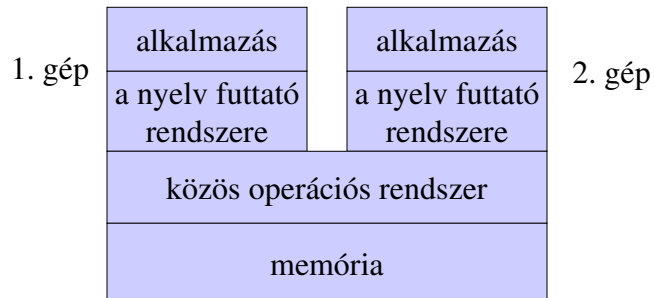 alkalmazás
alkalmazás
1. gép
2. gép
a nyelv futtató
rendszere
a nyelv futtató
rendszere
közös operációs rendszer
memória